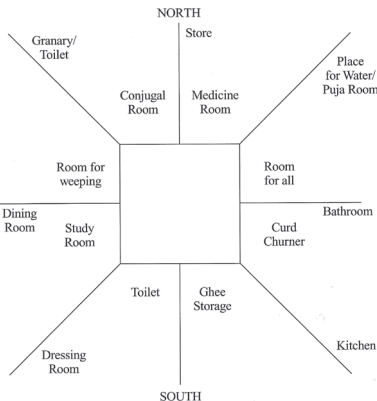 NORTH
Granary/
Toilet
Store
Place
for Water/
Puja Room
Conjugal
Room
Medicine
Room
Room for
weeping
Room
for all
Dining
Room
Study
Room
Bathroom
Curd
Churner
Toilet
Ghee
Storage
Dressing
Room
Kitchen
SOUTH